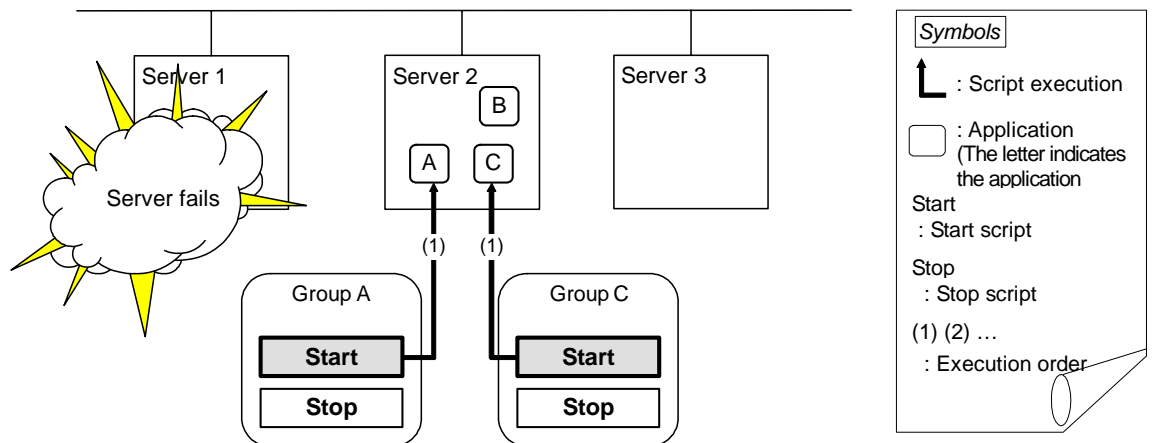 Server 1
Server 2
Server 3
B
A
C
Server fails
(1)
(1)
Group A
Group C
Start
Start
Stop
Stop
Symbols
: Script execution
: Application
(The letter indicates
the application
Start
: Start script
Stop
: Stop script
(1) (2) …
: Execution order